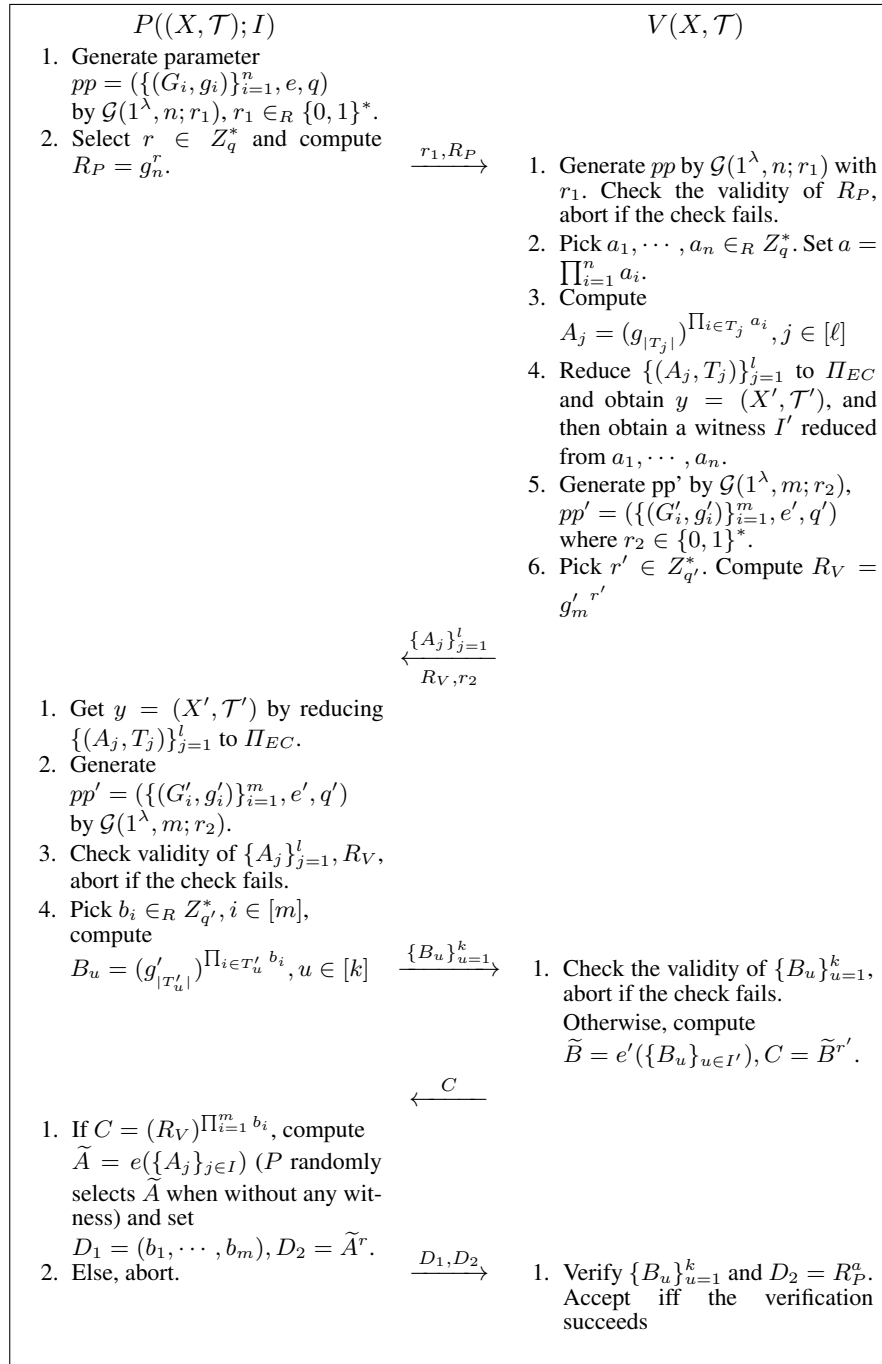 P((X, 𝒯); I)
V(X, 𝒯)
1. Generate parameter
pp = ({(G_i, g_i)}_{i=1}^n, e, q)
by 𝒢(1^λ, n; r_1), r_1 ∈_R {0, 1}^*.
2. Select r ∈ Z_q^* and compute
R_P = g_n^r.
r_1, R_P
1. Generate pp by 𝒢(1^λ, n; r_1) with
r_1. Check the validity of R_P,
abort if the check fails.
2. Pick a_1, ⋯ , a_n ∈_R Z_q^*. Set a =
∏_{i=1}^n a_i.
3. Compute
A_j = (g_{|T_j|})^{∏_{i∈T_j} a_i}, j ∈ [ℓ]
4. Reduce {(A_j, T_j)}_{j=1}^l to Π_{EC}
and obtain y = (X′, 𝒯′), and
then obtain a witness I′ reduced
from a_1, ⋯ , a_n.
5. Generate pp’ by 𝒢(1^λ, m; r_2),
pp′ = ({(G′_i, g′_i)}_{i=1}^m, e′, q′)
where r_2 ∈ {0, 1}^*.
6. Pick r′ ∈ Z_{q′}^*. Compute R_V =
g′_m^{r′}
{A_j}_{j=1}^l
R_V, r_2
1. Get y = (X′, 𝒯′) by reducing
{(A_j, T_j)}_{j=1}^l to Π_{EC}.
2. Generate
pp′ = ({(G′_i, g′_i)}_{i=1}^m, e′, q′)
by 𝒢(1^λ, m; r_2).
3. Check validity of {A_j}_{j=1}^l, R_V,
abort if the check fails.
4. Pick b_i ∈_R Z_{q′}^*, i ∈ [m],
compute
B_u = (g′_{|T′_u|})^{∏_{i∈T′_u} b_i}, u ∈ [k]
{B_u}_{u=1}^k
1. Check the validity of {B_u}_{u=1}^k,
abort if the check fails.
Otherwise, compute
B̃ = e′({B_u}_{u∈I′}), C = B̃^{r′}.
C
1. If C = (R_V)^{∏_{i=1}^m b_i}, compute
Ã = e({A_j}_{j∈I}) (P randomly
selects Ã when without any wit-
ness) and set
D_1 = (b_1, ⋯ , b_m), D_2 = Ã^r.
2. Else, abort.
D_1, D_2
1. Verify {B_u}_{u=1}^k and D_2 = R_P^a.
Accept iff the verification
succeeds